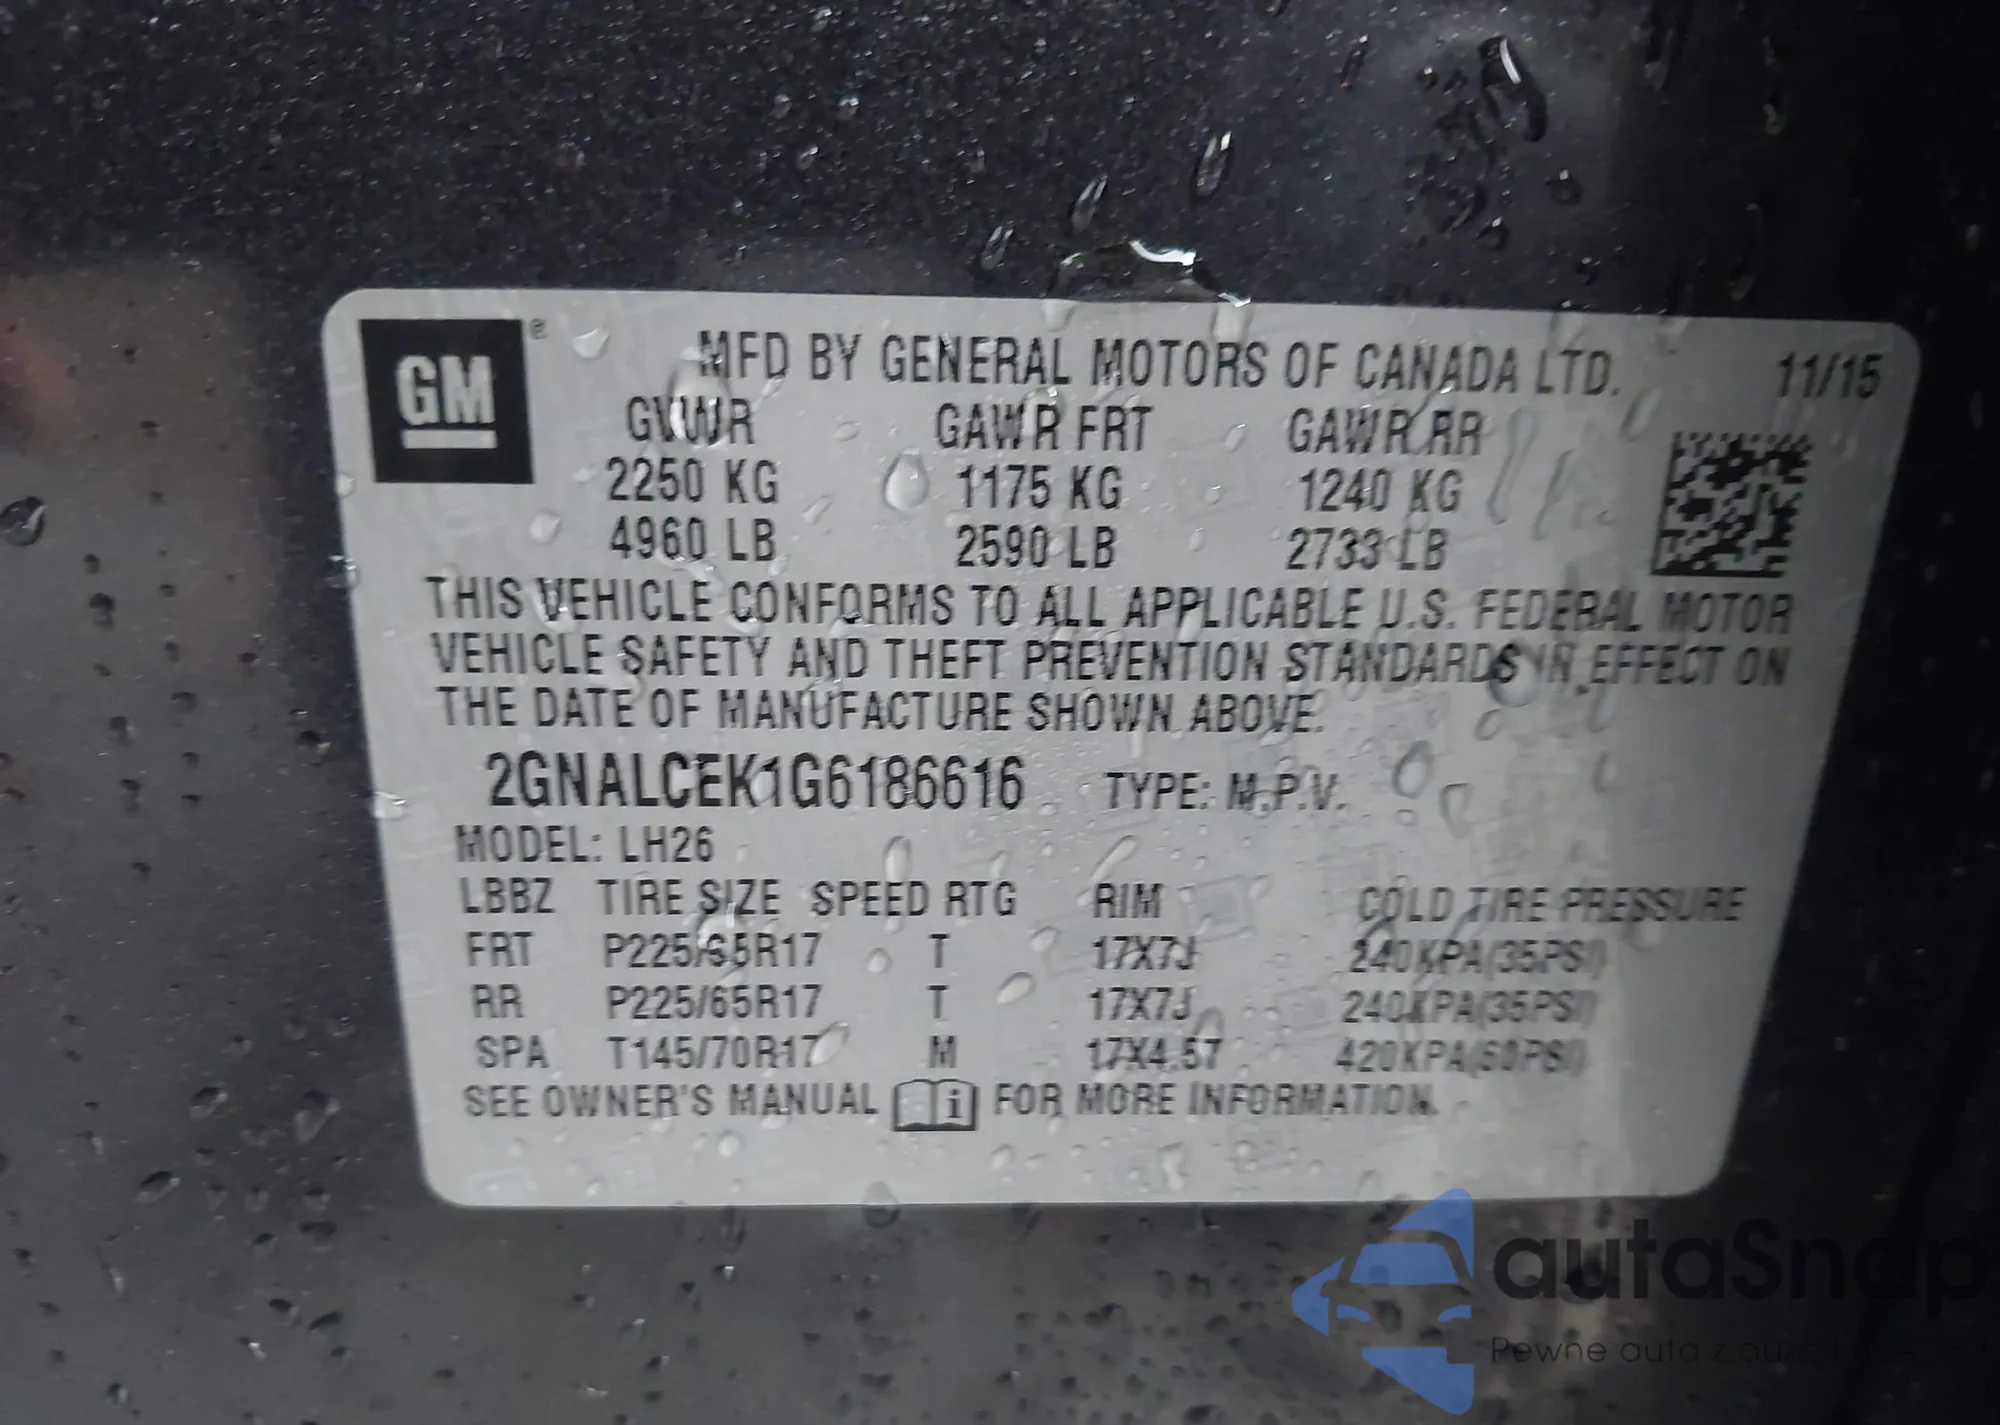 GM ® MFD BY GENERAL MOTORS OF CANADA LTD. 11/15
GVWR GAWR FRT GAWR RR
2250 KG 1175 KG 1240 KG
4960 LB 2590 LB 2733 LB
THIS VEHICLE CONFORMS TO ALL APPLICABLE U.S. FEDERAL MOTOR
VEHICLE SAFETY AND THEFT PREVENTION STANDARDS IN EFFECT ON
THE DATE OF MANUFACTURE SHOWN ABOVE.
2GNALCEK1G6186616 TYPE: M.P.V.
MODEL: LH26
LBBZ TIRE SIZE SPEED RTG RIM COLD TIRE PRESSURE
FRT P225/65R17 T 17X7J 240KPA(35PSI)
RR P225/65R17 T 17X7J 240KPA(35PSI)
SPA T145/70R17 M 17X4.5T 420KPA(60PSI)
SEE OWNER'S MANUAL i FOR MORE INFORMATION.
autaSnap
Pewne auta z